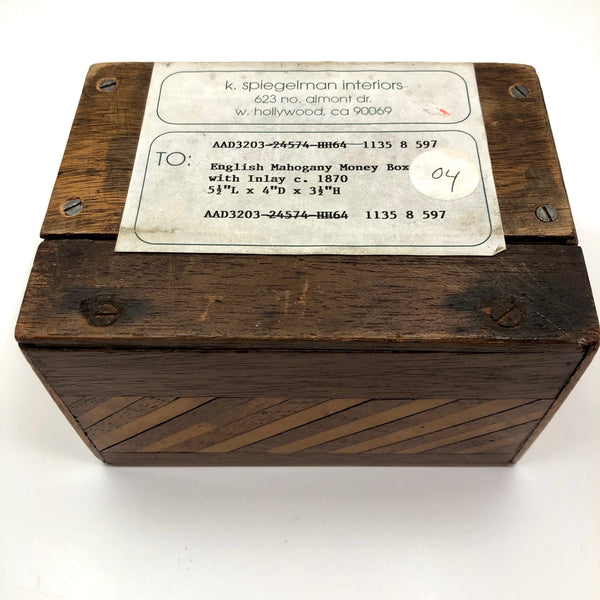 k. spiegelman interiors
623 no. almont dr.
w. hollywood, ca 90069
TO:
AAD3203-24574-HH64 1135 8 597
English Mahogany Money Box
with Inlay c. 1870
5½"L x 4"D x 3½"H
04
AAD3203-24574-HH64 1135 8 597